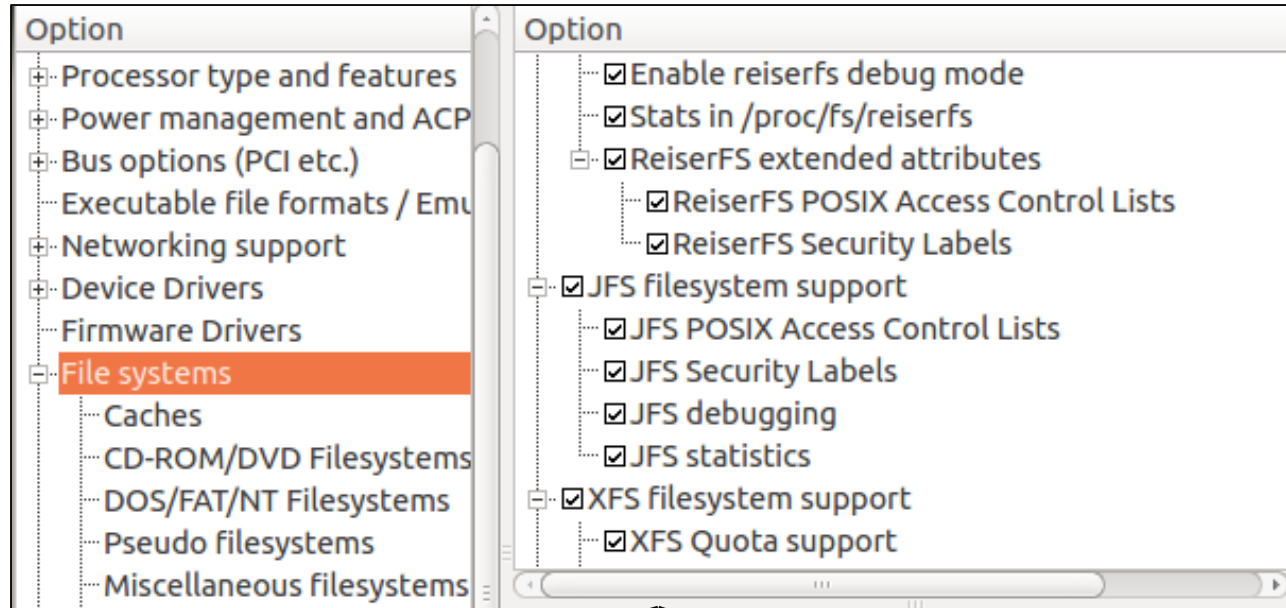 Option
Processor type and features
Power management and ACP
Bus options (PCI etc.)
Executable file formats / Emu
Networking support
Device Drivers
Firmware Drivers
File systems
Caches
CD-ROM/DVD Filesystems
DOS/FAT/NT Filesystems
Pseudo filesystems
Miscellaneous filesystems
Option
Enable reiserfs debug mode
Stats in /proc/fs/reiserfs
ReiserFS extended attributes
ReiserFS POSIX Access Control Lists
ReiserFS Security Labels
JFS filesystem support
JFS POSIX Access Control Lists
JFS Security Labels
JFS debugging
JFS statistics
XFS filesystem support
XFS Quota support